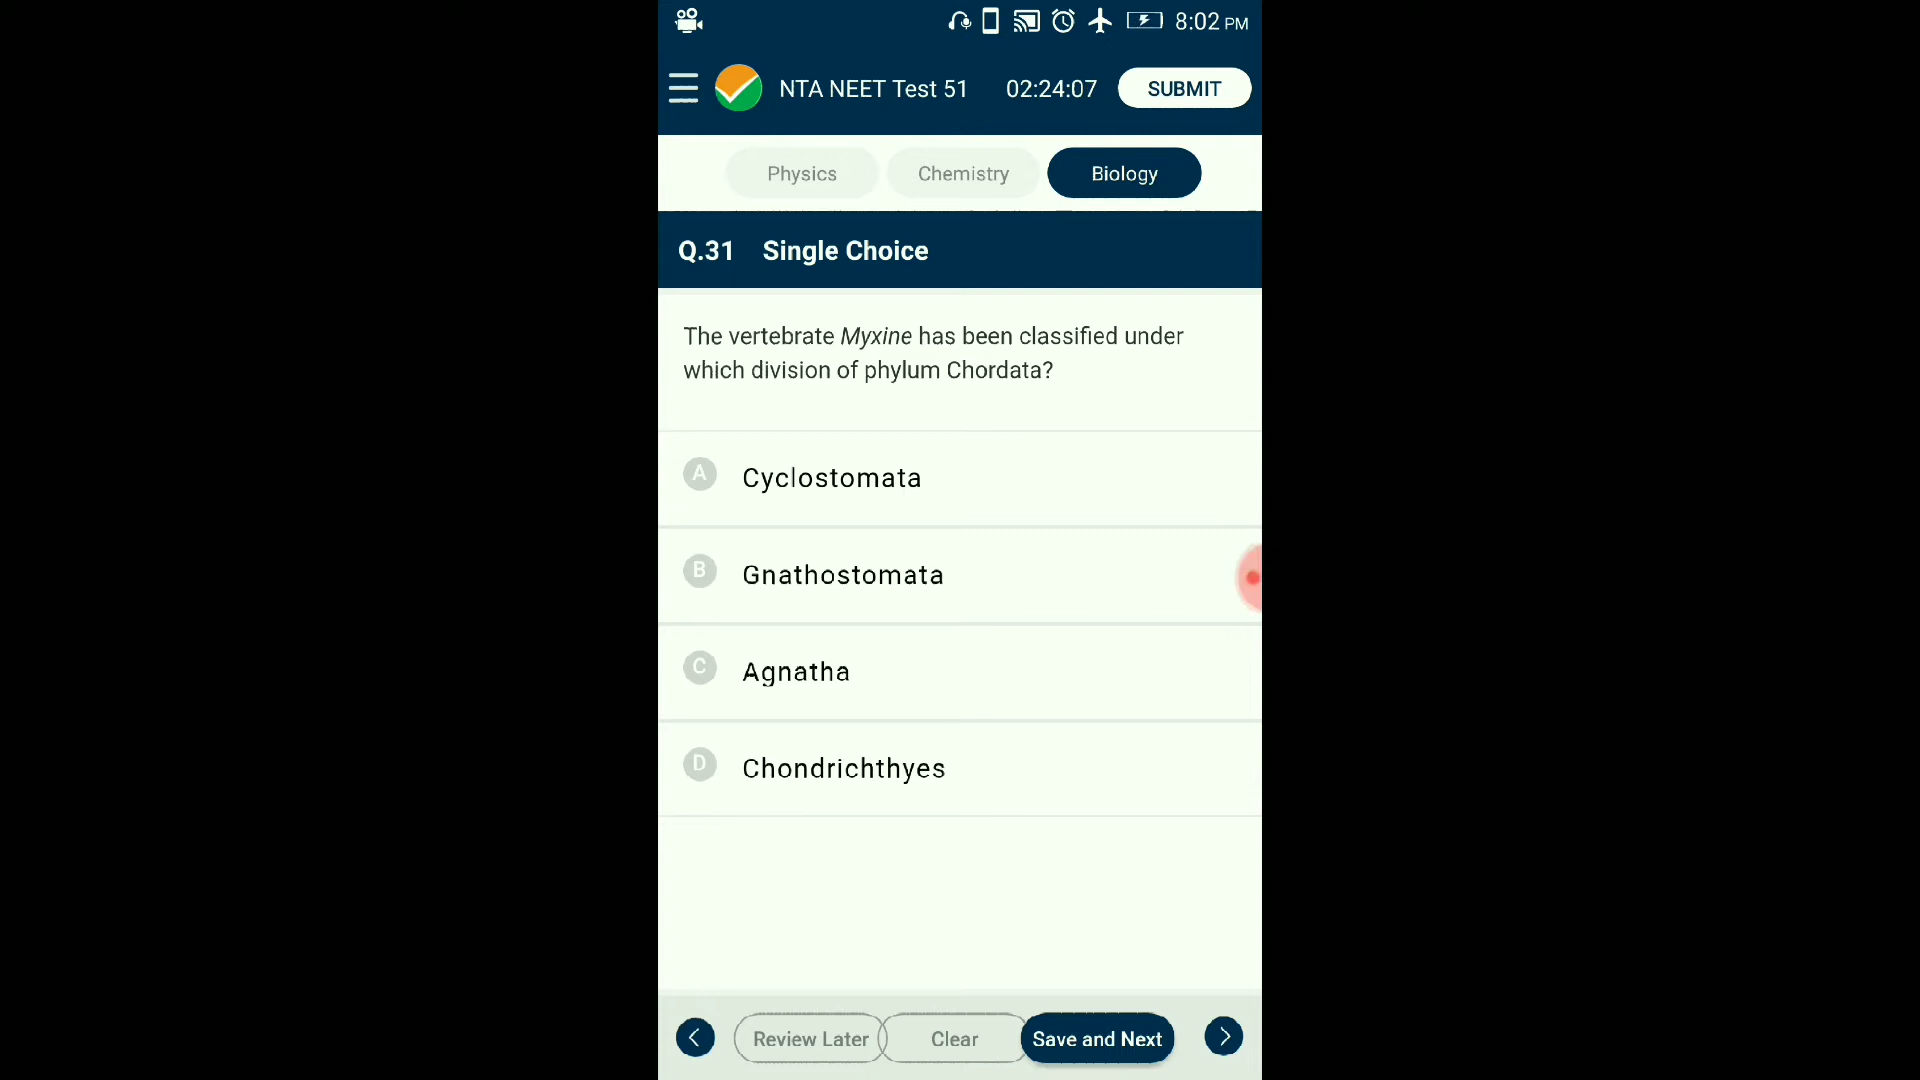 8:02 PM
NTA NEET Test 51 02:24:07 SUBMIT
Physics Chemistry Biology
Q.31 Single Choice
The vertebrate Myxine has been classified under
which division of phylum Chordata?
A Cyclostomata
B Gnathostomata
C Agnatha
D Chondrichthyes
Review Later Clear Save and Next